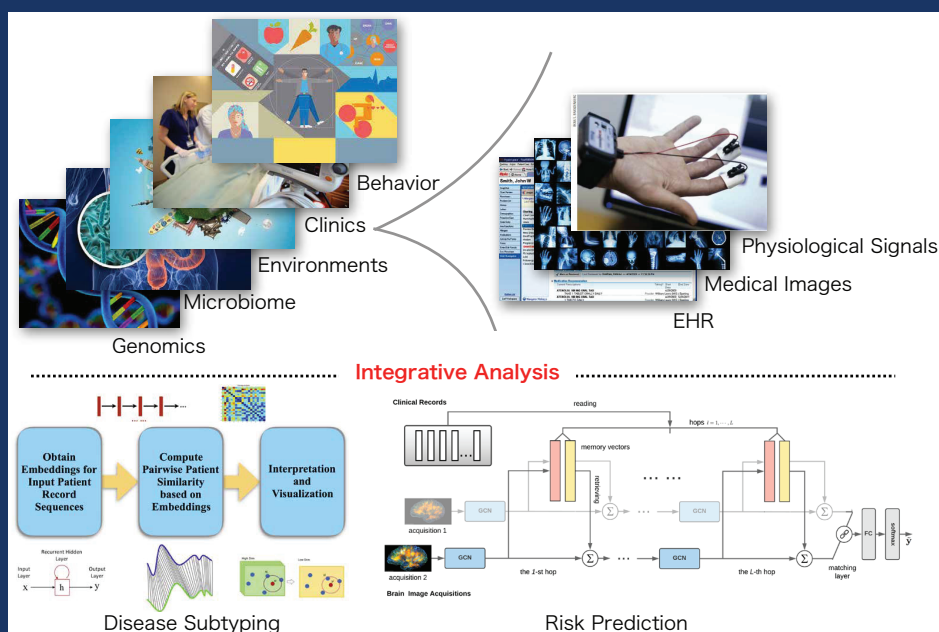 Behavior
Clinics
Environments
Microbiome
Genomics
Smith, John W
Physiological Signals
Medical Images
EHR
Integrative Analysis
Obtain
Embeddings for
Input Patient
Record
Sequences
Compute
Pairwise Patient
Similarity
based on
Embeddings
Interpretation
and
Visualization
Recurrent Hidden
Layer
Input
Layer
Output
Layer
x
h
y
Disease Subtyping
Clinical Records
reading
hops ℓ = 1, ⋯, L
memory vectors
retrieving
GCN
acquisition 1
GCN
Σ
Σ
GCN
acquisition 2
GCN
Σ
Σ
the 1-st hop
the L-th hop
matching
layer
FC
softmax
ŷ
Brain Image Acquisitions
Risk Prediction